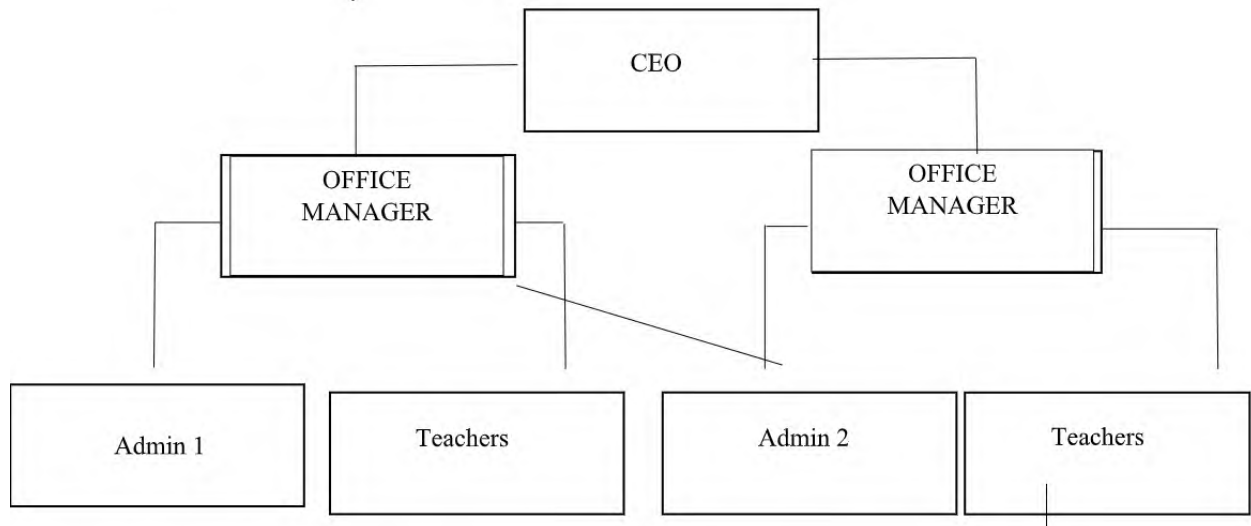 CEO
OFFICE
MANAGER
OFFICE
MANAGER
Admin 1
Teachers
Admin 2
Teachers